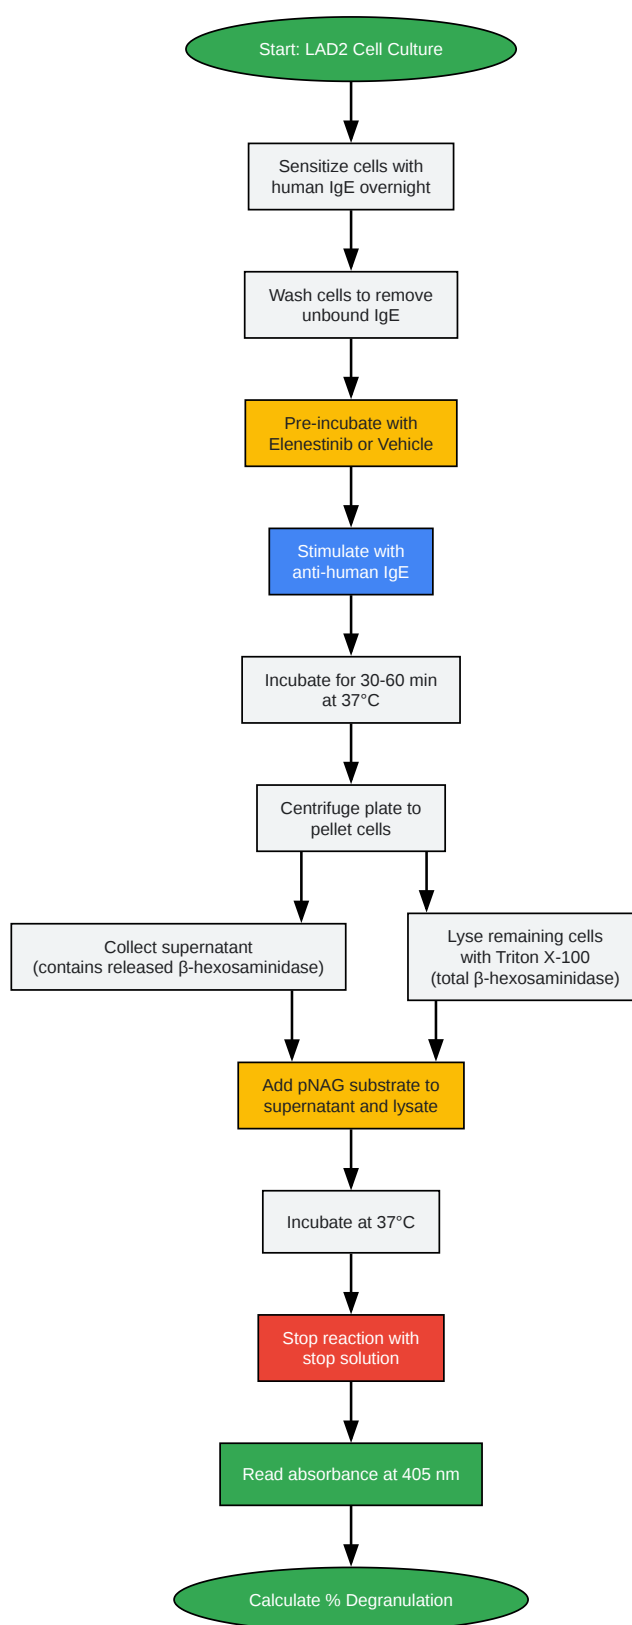 Start: LAD2 Cell Culture
Sensitize cells with
human IgE overnight
Wash cells to remove
unbound IgE
Pre-incubate with
Elenestinib or Vehicle
Stimulate with
anti-human IgE
Incubate for 30-60 min
at 37°C
Centrifuge plate to
pellet cells
Collect supernatant
(contains released β-hexosaminidase)
Lyse remaining cells
with Triton X-100
(total β-hexosaminidase)
Add pNAG substrate to
supernatant and lysate
Incubate at 37°C
Stop reaction with
stop solution
Read absorbance at 405 nm
Calculate % Degranulation